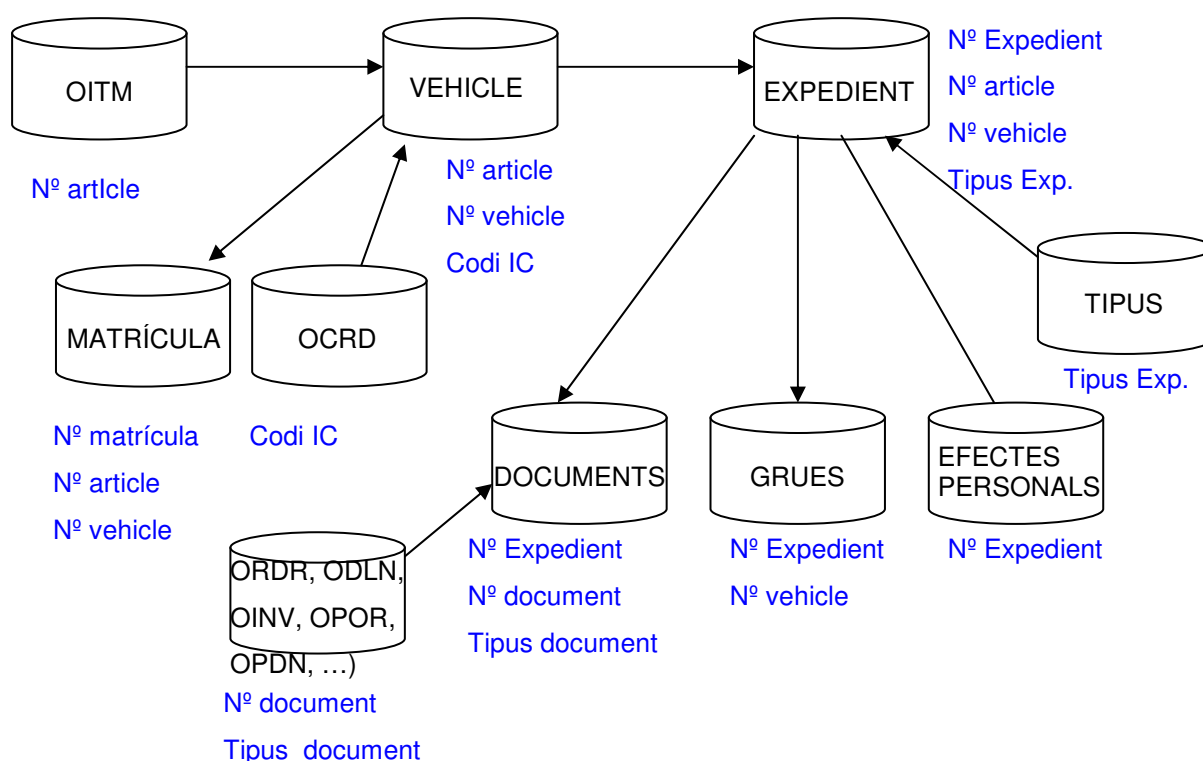 OITM
Nº artIcle
VEHICLE
Nº article
Nº vehicle
Codi IC
EXPEDIENT
Nº Expedient
Nº article
Nº vehicle
Tipus Exp.
MATRÍCULA
Nº matrícula
Nº article
Nº vehicle
OCRD
Codi IC
TIPUS
Tipus Exp.
DOCUMENTS
Nº Expedient
Nº document
Tipus document
GRUES
Nº Expedient
Nº vehicle
EFECTES
PERSONALS
Nº Expedient
ORDR, ODLN,
OINV, OPOR,
OPDN, …)
Nº document
Tipus document